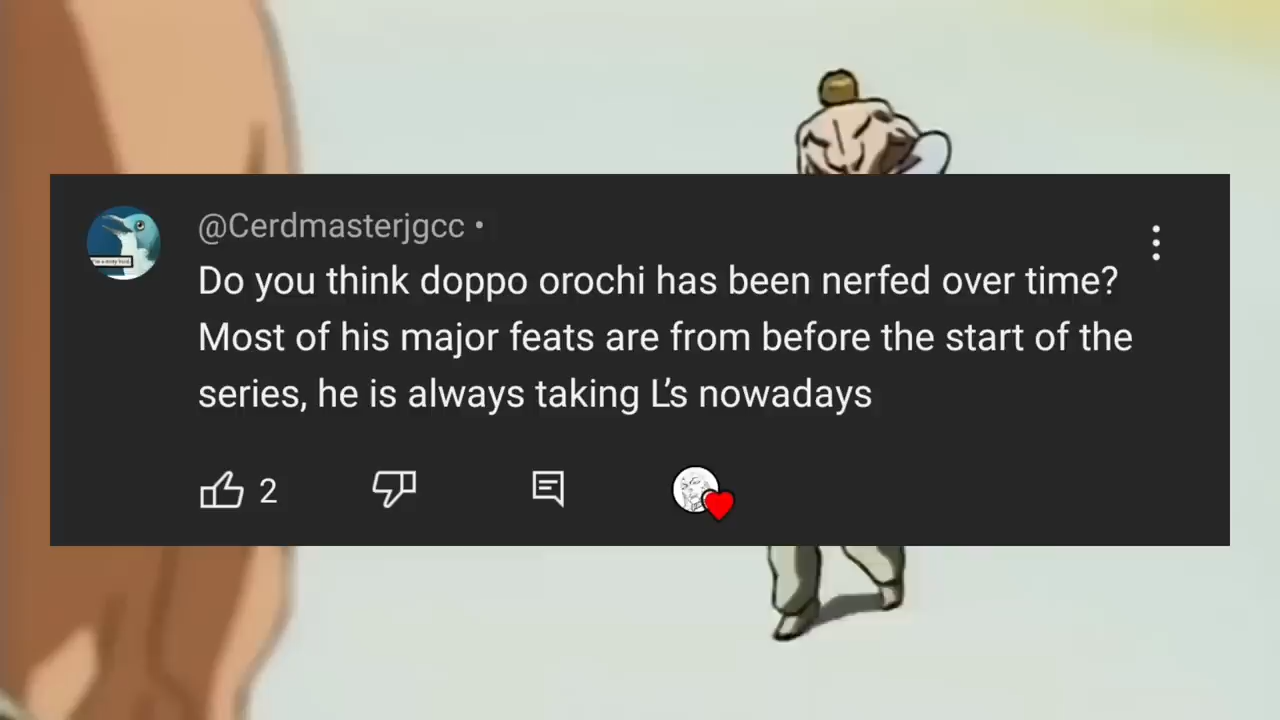 @Cerdmasterjgcc •
Do you think doppo orochi has been nerfed over time?
Most of his major feats are from before the start of the
series, he is always taking L’s nowadays
2